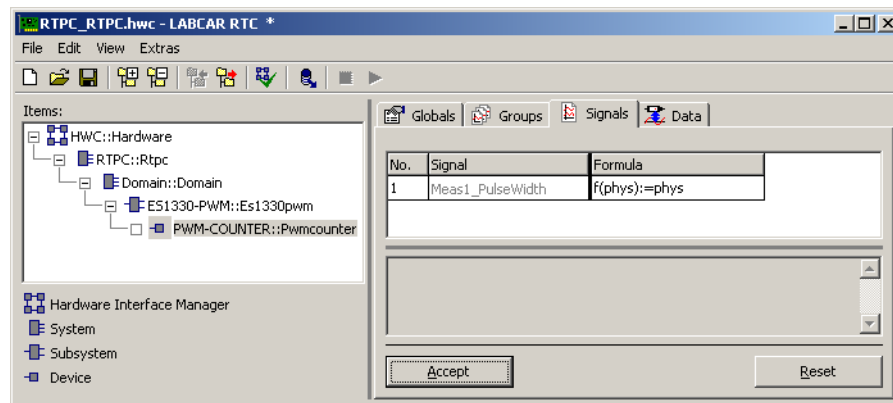 RTPC_RTPC.hwc - LABCAR RTC *
File Edit View Extras
Items:
HWC::Hardware
RTPC::Rtpc
Domain::Domain
ES1330-PWM::Es1330pwm
PWM-COUNTER::Pwmcounter
Hardware Interface Manager
System
Subsystem
Device
Globals Groups Signals Data
No. Signal Formula
1 Meas1_PulseWidth f(phys):=phys
Accept Reset